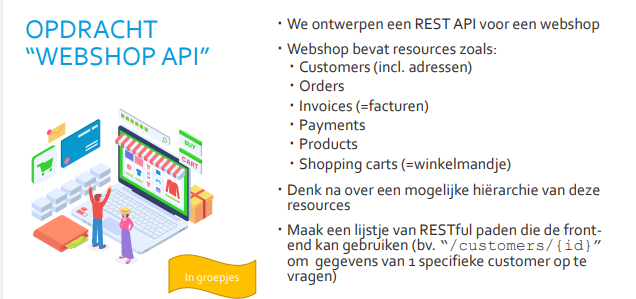 OPDRACHT
“WEBSHOP API”
• We ontwerpen een REST API voor een webshop
• Webshop bevat resources zoals:
• Customers (incl. adressen)
• Orders
• Invoices (=facturen)
• Payments
• Products
• Shopping carts (=winkelmandje)
• Denk na over een mogelijke hiërarchie van deze
resources
• Maak een lijstje van RESTful paden die de front-
end kan gebruiken (bv. “/customers/{id}”
om gegevens van 1 specifieke customer op te
vragen)
BUY
CART
In groepjes